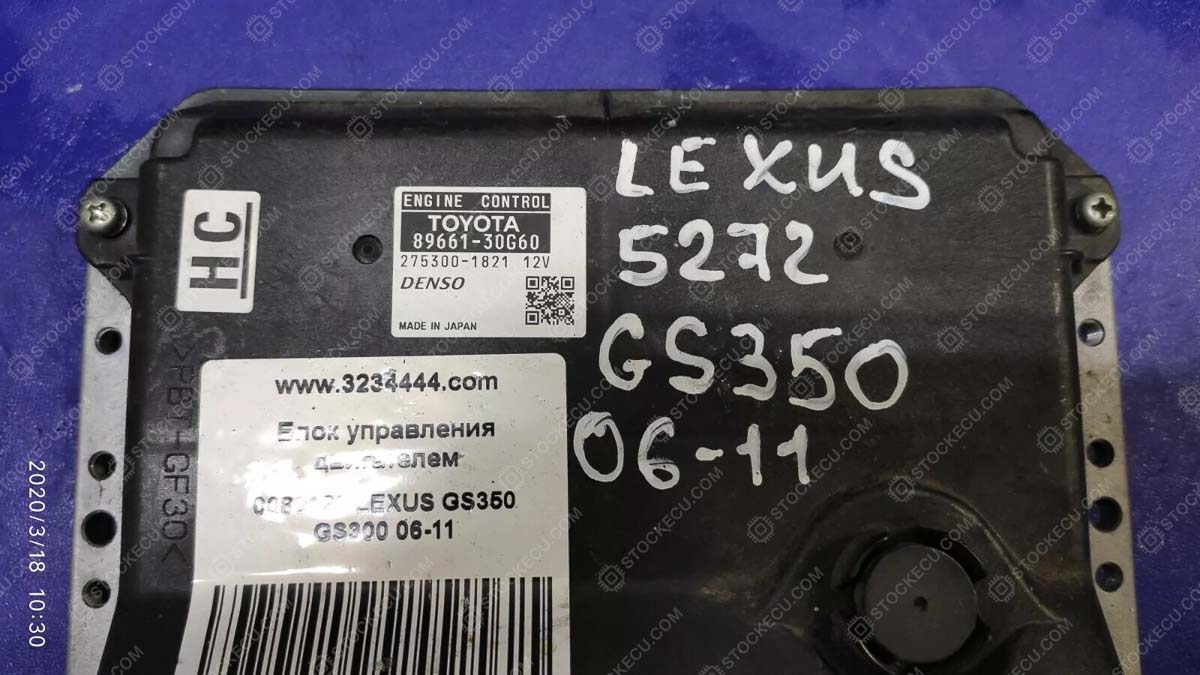 HC
ENGINE CONTROL
TOYOTA
89661-30G60
275300-1821 12V
DENSO
MADE IN JAPAN
LEXUS
5272
GS350
06-11
>PBT-GF30<
www.3234444.com
Блок управления
двигателем
LEXUS GS350
GS300 06-11
2020/3/18 10:30
STOCKECU.COM